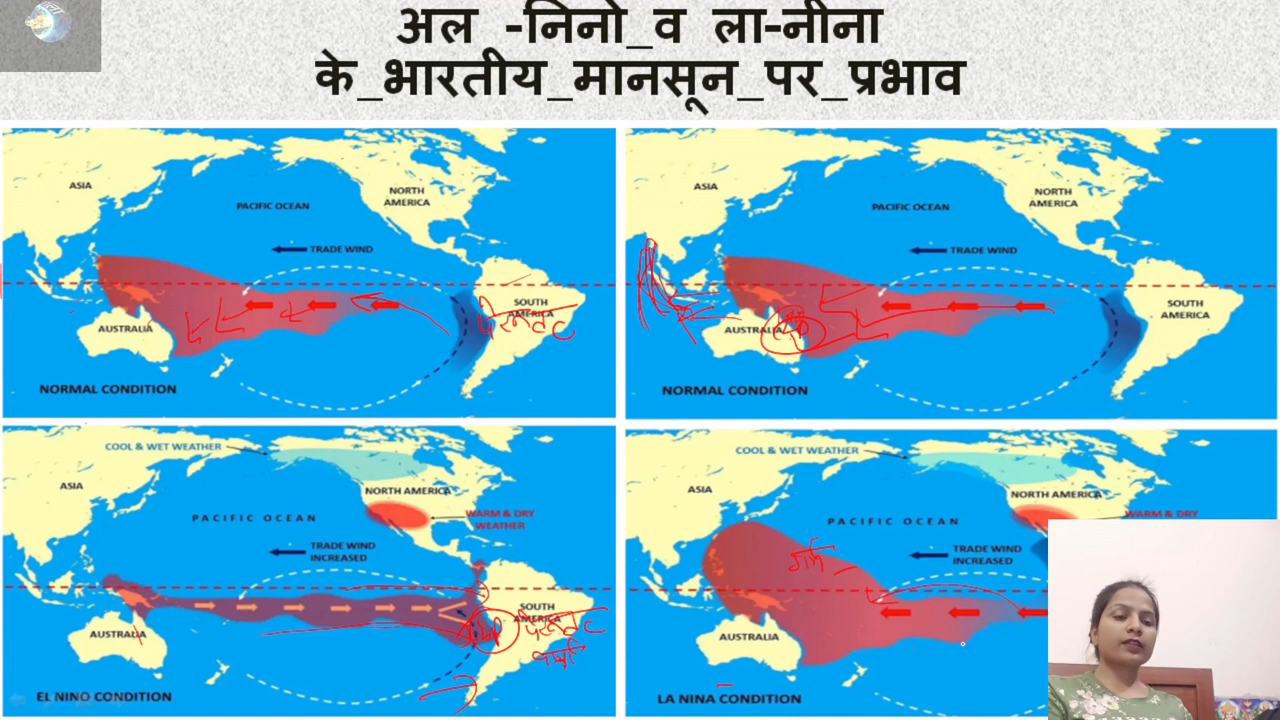 अल -निनो_व ला-नीना
के_भारतीय_मानसून_पर_प्रभाव
ASIA
NORTH
AMERICA
PACIFIC OCEAN
TRADE WIND
SOUTH
AMERICA
AUSTRALIA
NORMAL CONDITION
ASIA
NORTH
AMERICA
PACIFIC OCEAN
TRADE WIND
SOUTH
AMERICA
AUSTRALIA
NORMAL CONDITION
COOL & WET WEATHER
ASIA
NORTH AMERICA
WARM & DRY
WEATHER
PACIFIC OCEAN
TRADE WIND
INCREASED
SOUTH
AMERICA
AUSTRALIA
वर्षा
EL NINO CONDITION
COOL & WET WEATHER
ASIA
NORTH AMERICA
WARM & DRY
PACIFIC OCEAN
TRADE WIND
INCREASED
गर्म
AUSTRALIA
LA NINA CONDITION